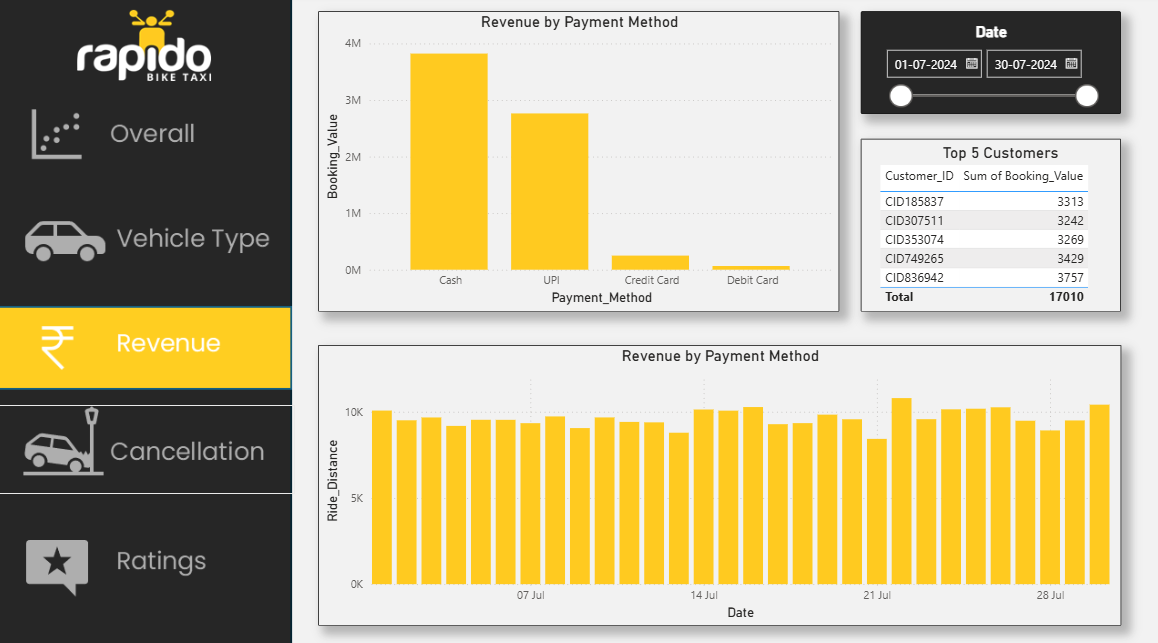 rapido
BIKE TAXI
Overall
Vehicle Type
Revenue
Cancellation
Ratings
Revenue by Payment Method
4M
3M
2M
1M
0M
Booking_Value
Cash UPI Credit Card Debit Card
Payment_Method
Date
01-07-2024 30-07-2024
Top 5 Customers
Customer_ID Sum of Booking_Value
CID185837 3313
CID307511 3242
CID353074 3269
CID749265 3429
CID836942 3757
Total 17010
Revenue by Payment Method
10K
5K
0K
Ride_Distance
07 Jul 14 Jul 21 Jul 28 Jul
Date